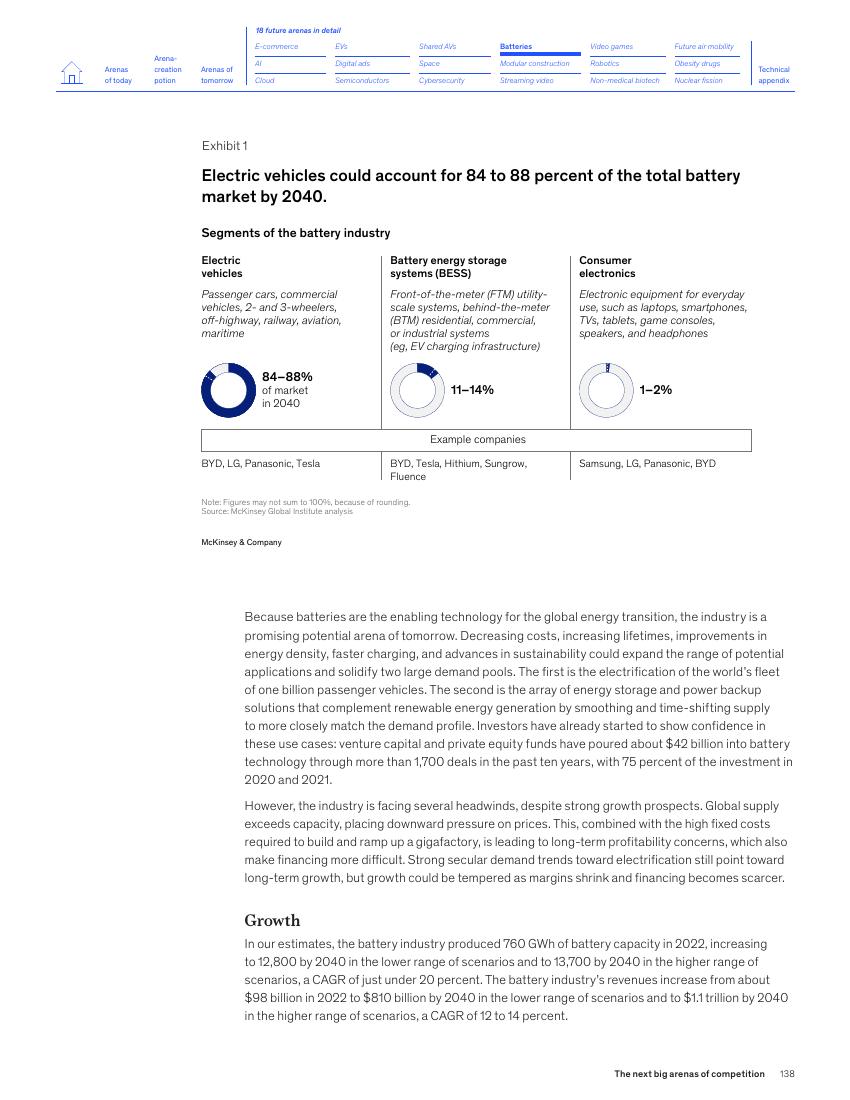 18 future arenas in detail
Arenas of today
Arena-creation potion
Arenas of tomorrow
E-commerce
EVs
Shared AVs
Batteries
Video games
Future air mobility
AI
Digital ads
Space
Modular construction
Robotics
Obesity drugs
Cloud
Semiconductors
Cybersecurity
Streaming video
Non-medical biotech
Nuclear fission
Technical appendix
Exhibit 1
Electric vehicles could account for 84 to 88 percent of the total battery
market by 2040.
Segments of the battery industry
Electric
vehicles
Passenger cars, commercial
vehicles, 2- and 3-wheelers,
off-highway, railway, aviation,
maritime
84–88%
of market
in 2040
Battery energy storage
systems (BESS)
Front-of-the-meter (FTM) utility-
scale systems, behind-the-meter
(BTM) residential, commercial,
or industrial systems
(eg, EV charging infrastructure)
11–14%
Consumer
electronics
Electronic equipment for everyday
use, such as laptops, smartphones,
TVs, tablets, game consoles,
speakers, and headphones
1–2%
Example companies
BYD, LG, Panasonic, Tesla
BYD, Tesla, Hithium, Sungrow,
Fluence
Samsung, LG, Panasonic, BYD
Note: Figures may not sum to 100%, because of rounding.
Source: McKinsey Global Institute analysis
McKinsey & Company
Because batteries are the enabling technology for the global energy transition, the industry is a
promising potential arena of tomorrow. Decreasing costs, increasing lifetimes, improvements in
energy density, faster charging, and advances in sustainability could expand the range of potential
applications and solidify two large demand pools. The first is the electrification of the world's fleet
of one billion passenger vehicles. The second is the array of energy storage and power backup
solutions that complement renewable energy generation by smoothing and time-shifting supply
to more closely match the demand profile. Investors have already started to show confidence in
these use cases: venture capital and private equity funds have poured about $42 billion into battery
technology through more than 1,700 deals in the past ten years, with 75 percent of the investment in
2020 and 2021.
However, the industry is facing several headwinds, despite strong growth prospects. Global supply
exceeds capacity, placing downward pressure on prices. This, combined with the high fixed costs
required to build and ramp up a gigafactory, is leading to long-term profitability concerns, which also
make financing more difficult. Strong secular demand trends toward electrification still point toward
long-term growth, but growth could be tempered as margins shrink and financing becomes scarcer.
Growth
In our estimates, the battery industry produced 760 GWh of battery capacity in 2022, increasing
to 12,800 by 2040 in the lower range of scenarios and to 13,700 by 2040 in the higher range of
scenarios, a CAGR of just under 20 percent. The battery industry's revenues increase from about
$98 billion in 2022 to $810 billion by 2040 in the lower range of scenarios and to $1.1 trillion by 2040
in the higher range of scenarios, a CAGR of 12 to 14 percent.
The next big arenas of competition 138